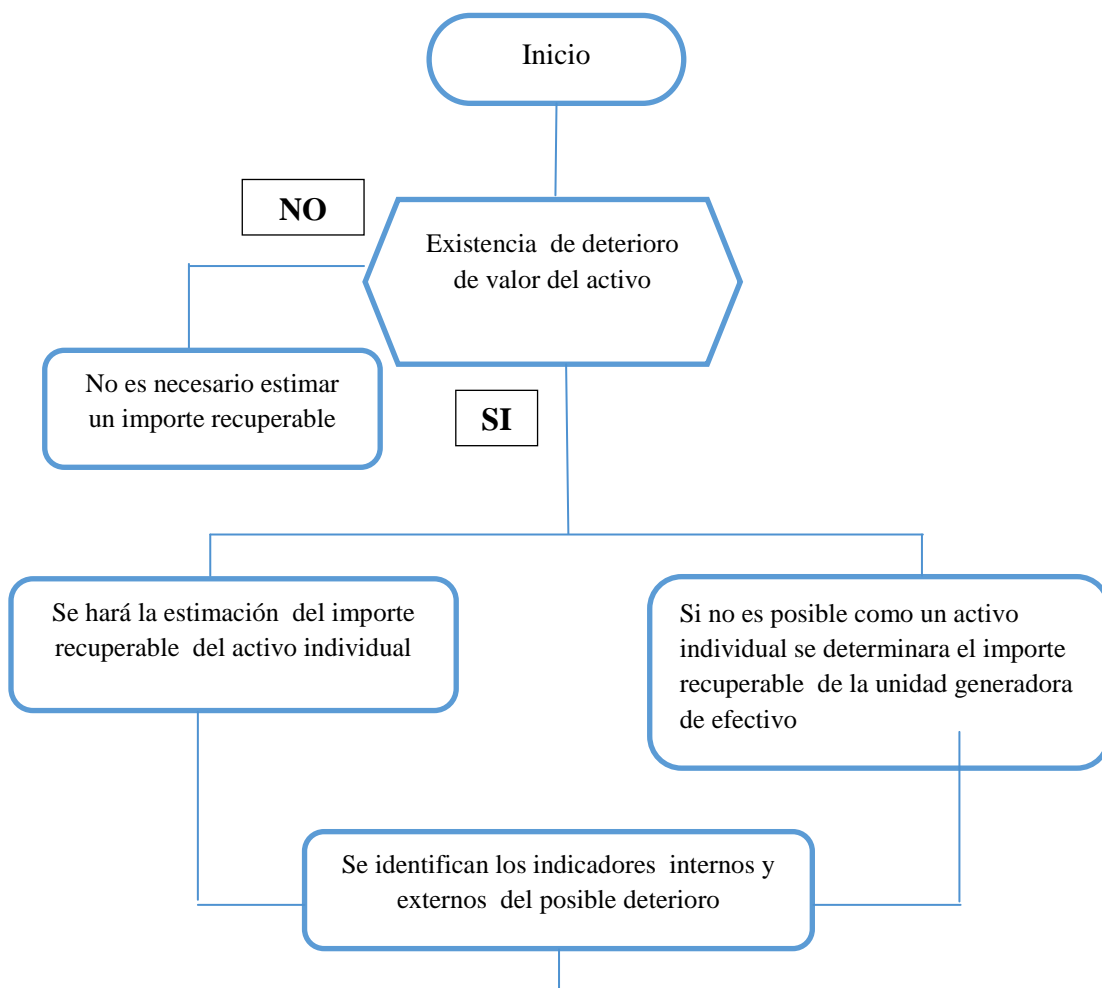 Inicio
NO
Existencia de deterioro
de valor del activo
No es necesario estimar
un importe recuperable
SI
Se hará la estimación del importe
recuperable del activo individual
Si no es posible como un activo
individual se determinara el importe
recuperable de la unidad generadora
de efectivo
Se identifican los indicadores internos y
externos del posible deterioro